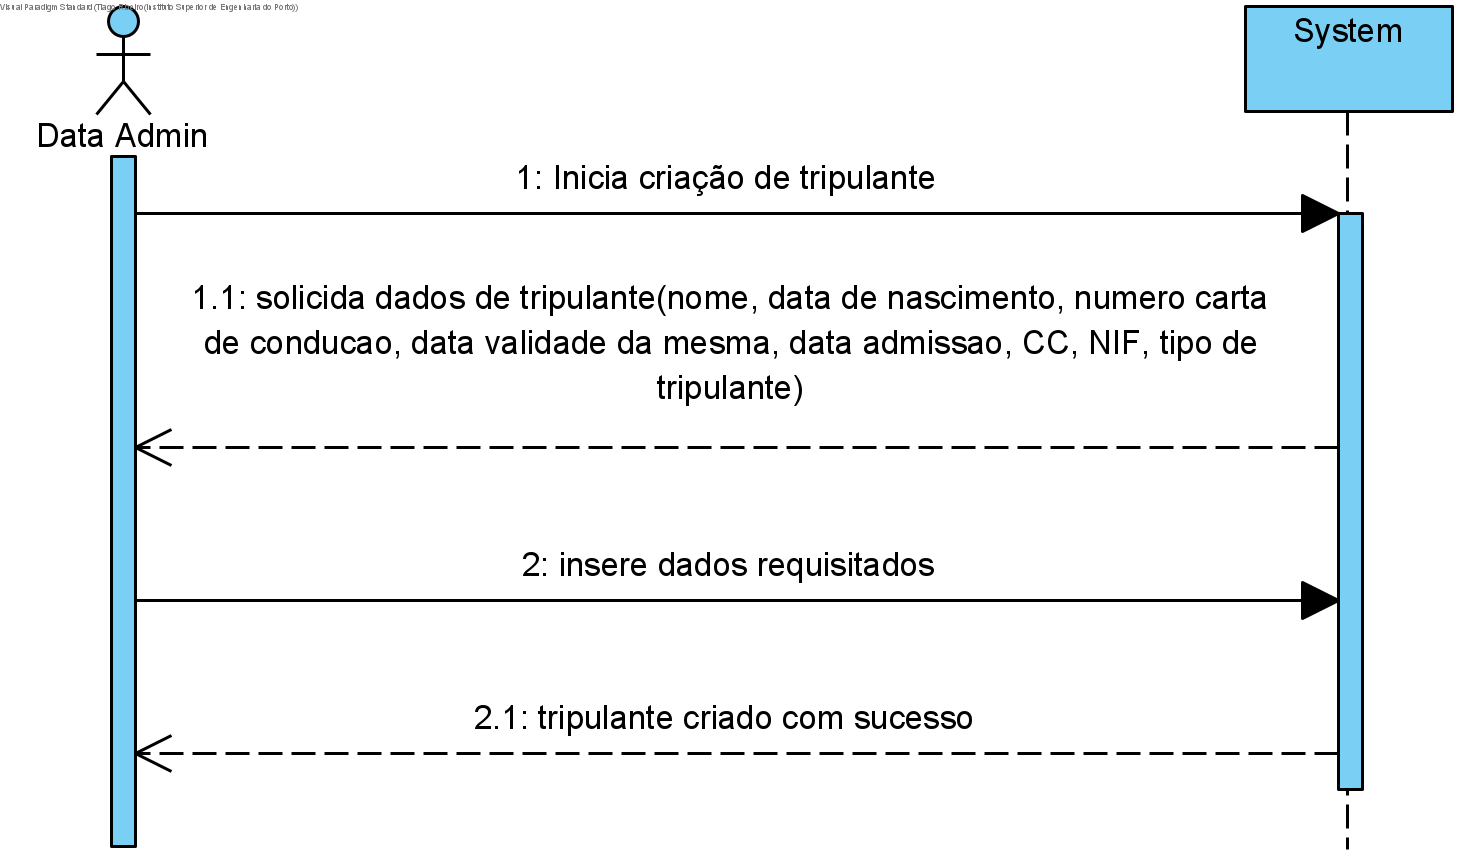 Visual Paradigm Standard(Tiago Ribeiro(Instituto Superior de Engenharia do Porto))
System
Data Admin
1: Inicia criação de tripulante
1.1: solicida dados de tripulante(nome, data de nascimento, numero carta
de conducao, data validade da mesma, data admissao, CC, NIF, tipo de
tripulante)
2: insere dados requisitados
2.1: tripulante criado com sucesso